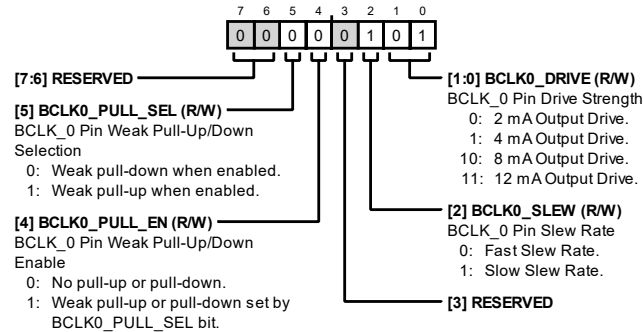 7 6 5 4 3 2 1 0
0 0 0 0 0 1 0 1
[7:6] RESERVED
[5] BCLK0_PULL_SEL (R/W)
BCLK_0 Pin Weak Pull-Up/Down
Selection
0: Weak pull-down when enabled.
1: Weak pull-up when enabled.
[4] BCLK0_PULL_EN (R/W)
BCLK_0 Pin Weak Pull-Up/Down
Enable
0: No pull-up or pull-down.
1: Weak pull-up or pull-down set by
BCLK0_PULL_SEL bit.
[1:0] BCLK0_DRIVE (R/W)
BCLK_0 Pin Drive Strength
0: 2 mA Output Drive.
1: 4 mA Output Drive.
10: 8 mA Output Drive.
11: 12 mA Output Drive.
[2] BCLK0_SLEW (R/W)
BCLK_0 Pin Slew Rate
0: Fast Slew Rate.
1: Slow Slew Rate.
[3] RESERVED